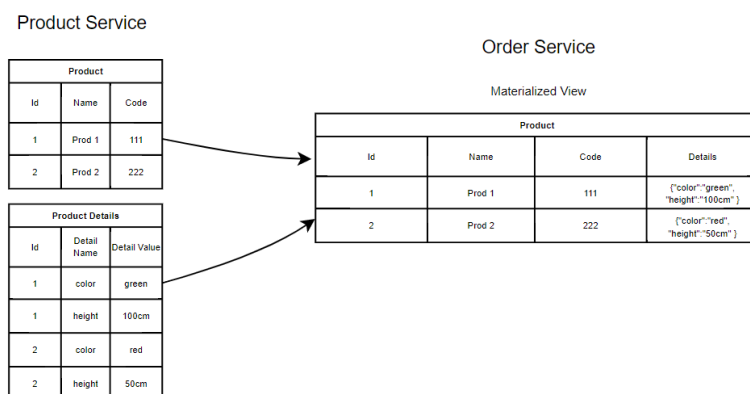 Product Service
Product
Id Name Code
1 Prod 1 111
2 Prod 2 222
Product Details
Id Detail Name Detail Value
1 color green
1 height 100cm
2 color red
2 height 50cm
Order Service
Materialized View
Product
Id Name Code Details
1 Prod 1 111 {"color":"green", "height":"100cm" }
2 Prod 2 222 {"color":"red", "height":"50cm" }